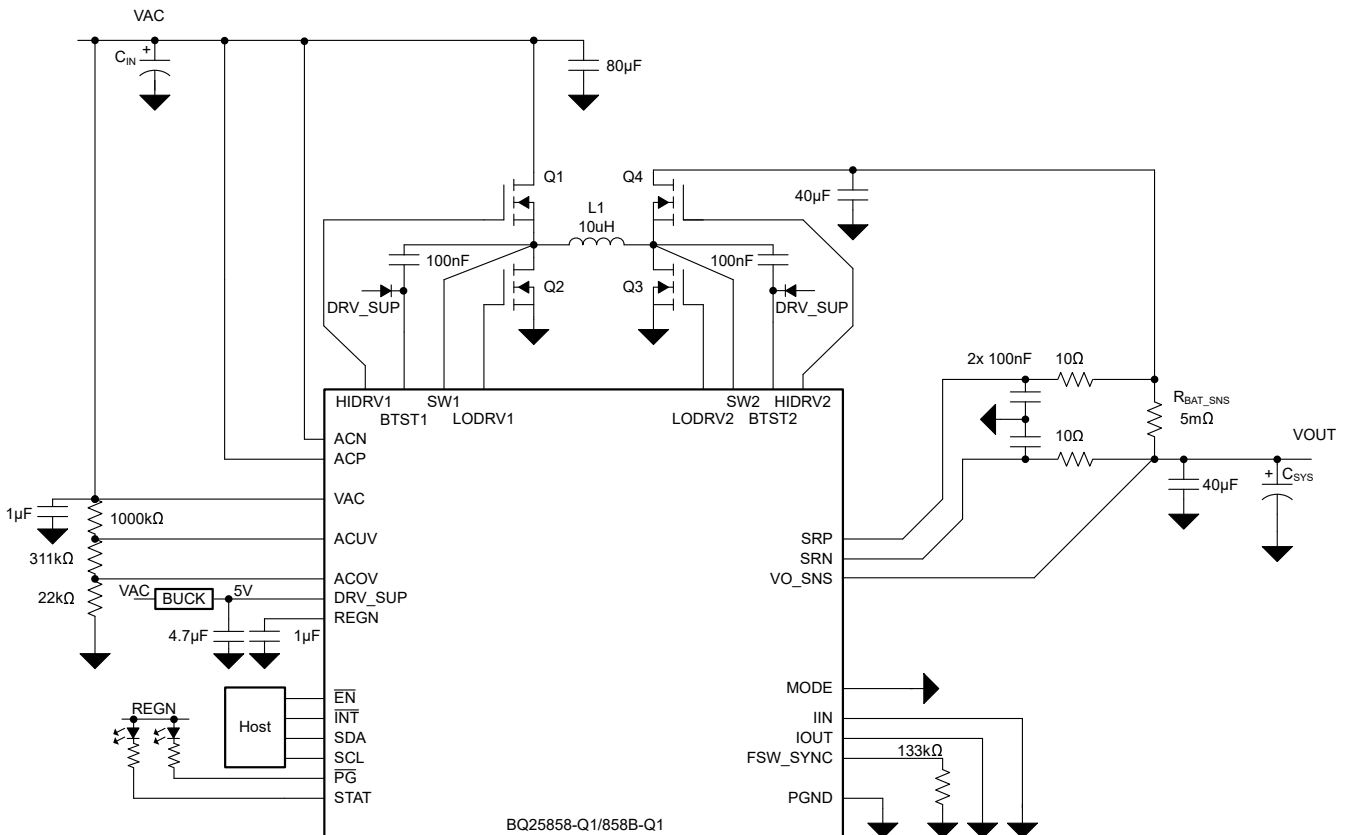 VAC
C_IN
+
80µF
Q1
Q4
40µF
L1
10uH
100nF
100nF
Q2
Q3
DRV_SUP
DRV_SUP
2x 100nF
10Ω
HIDRV1
SW1
SW2
HIDRV2
BTST1
LODRV1
LODRV2
BTST2
R_BAT_SNS
5mΩ
10Ω
VOUT
ACN
ACP
+
C_SYS
40µF
VAC
1µF
1000kΩ
ACUV
SRP
311kΩ
SRN
ACOV
VO_SNS
VAC
BUCK
5V
22kΩ
DRV_SUP
REGN
4.7µF
1µF
MODE
EN
REGN
INT
IIN
Host
SDA
IOUT
SCL
FSW_SYNC
133kΩ
PG
STAT
PGND
BQ25858-Q1/858B-Q1